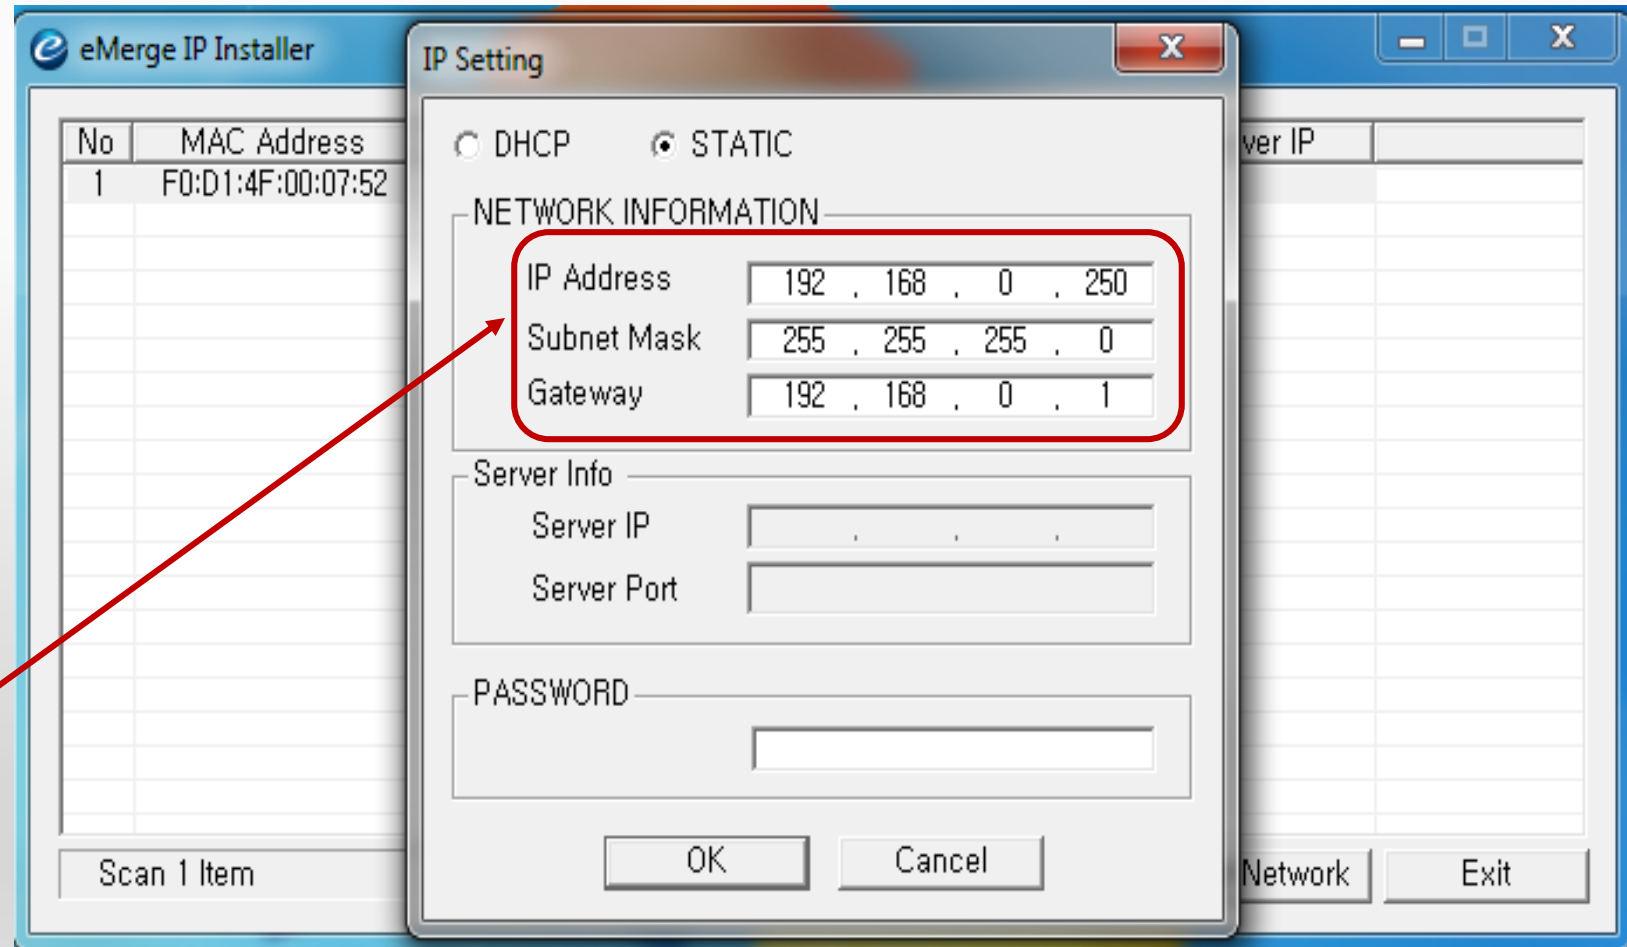 eMerge IP Installer
IP Setting
No MAC Address
ver IP
1 F0:D1:4F:00:07:52
DHCP STATIC
NETWORK INFORMATION
IP Address 192 . 168 . 0 . 250
Subnet Mask 255 . 255 . 255 . 0
Gateway 192 . 168 . 0 . 1
Server Info
Server IP . . .
Server Port
PASSWORD
OK Cancel
Scan 1 Item
Network Exit